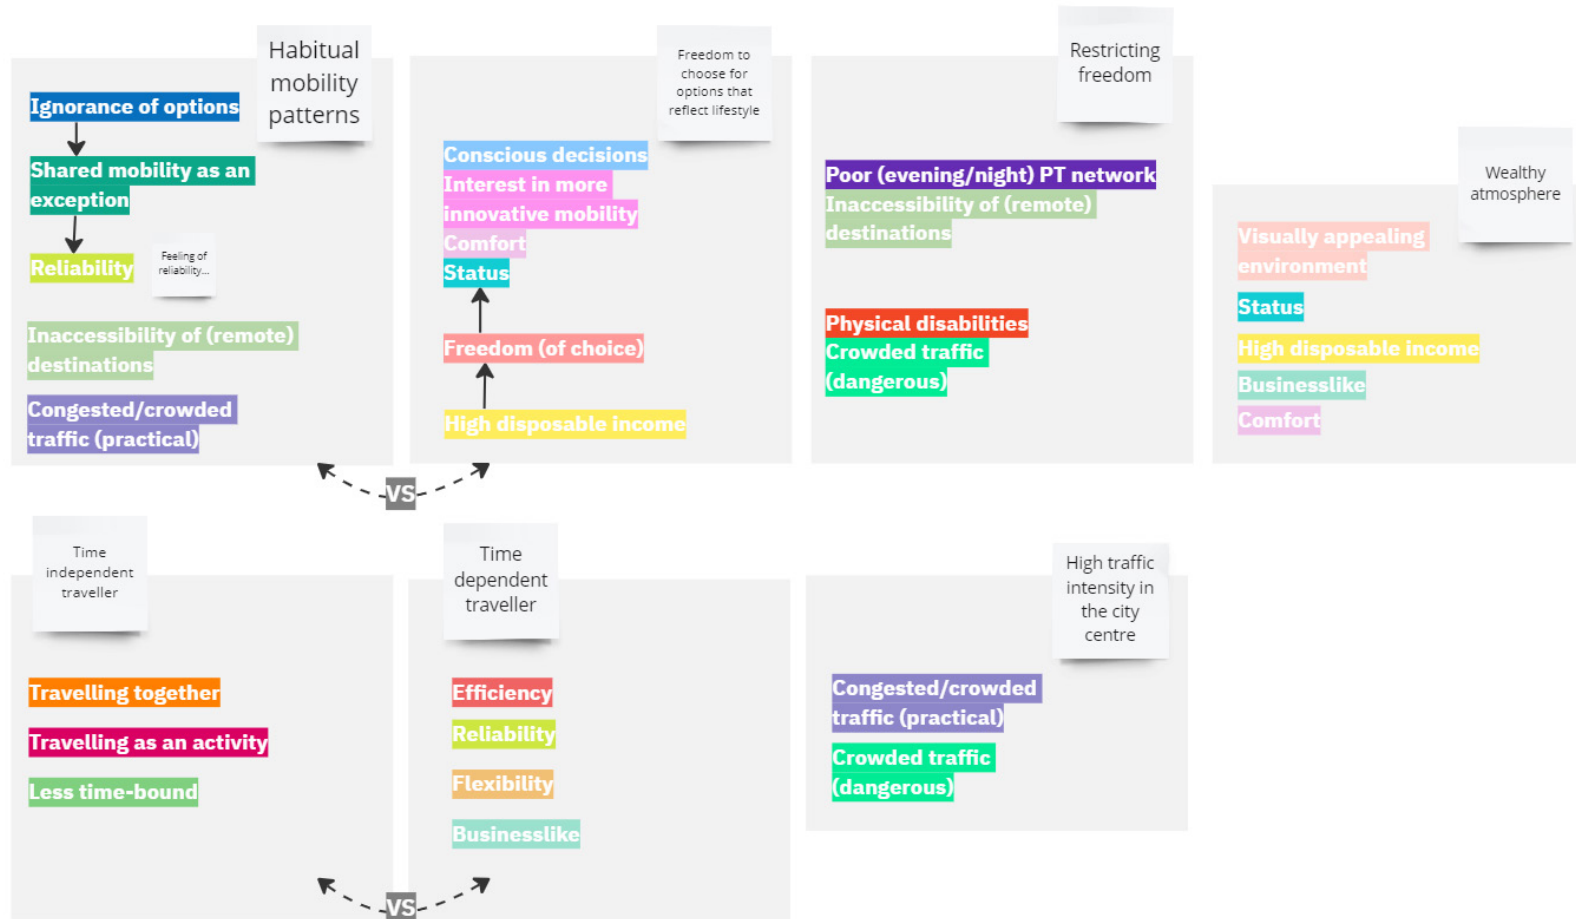 Habitual
mobility
patterns
Ignorance of options
Shared mobility as an
exception
Reliability
Feeling of
reliability...
Inaccessibility of (remote)
destinations
Congested/crowded
traffic (practical)
Freedom to
choose for
options that
reflect lifestyle
Conscious decisions
Interest in more
innovative mobility
Comfort
Status
Freedom (of choice)
High disposable income
VS
Restricting
freedom
Poor (evening/night) PT network
Inaccessibility of (remote)
destinations
Physical disabilities
Crowded traffic
(dangerous)
Wealthy
atmosphere
Visually appealing
environment
Status
High disposable income
Businesslike
Comfort
Time
independent
traveller
Travelling together
Travelling as an activity
Less time-bound
Time
dependent
traveller
Efficiency
Reliability
Flexibility
Businesslike
VS
High traffic
intensity in
the city
centre
Congested/crowded
traffic (practical)
Crowded traffic
(dangerous)